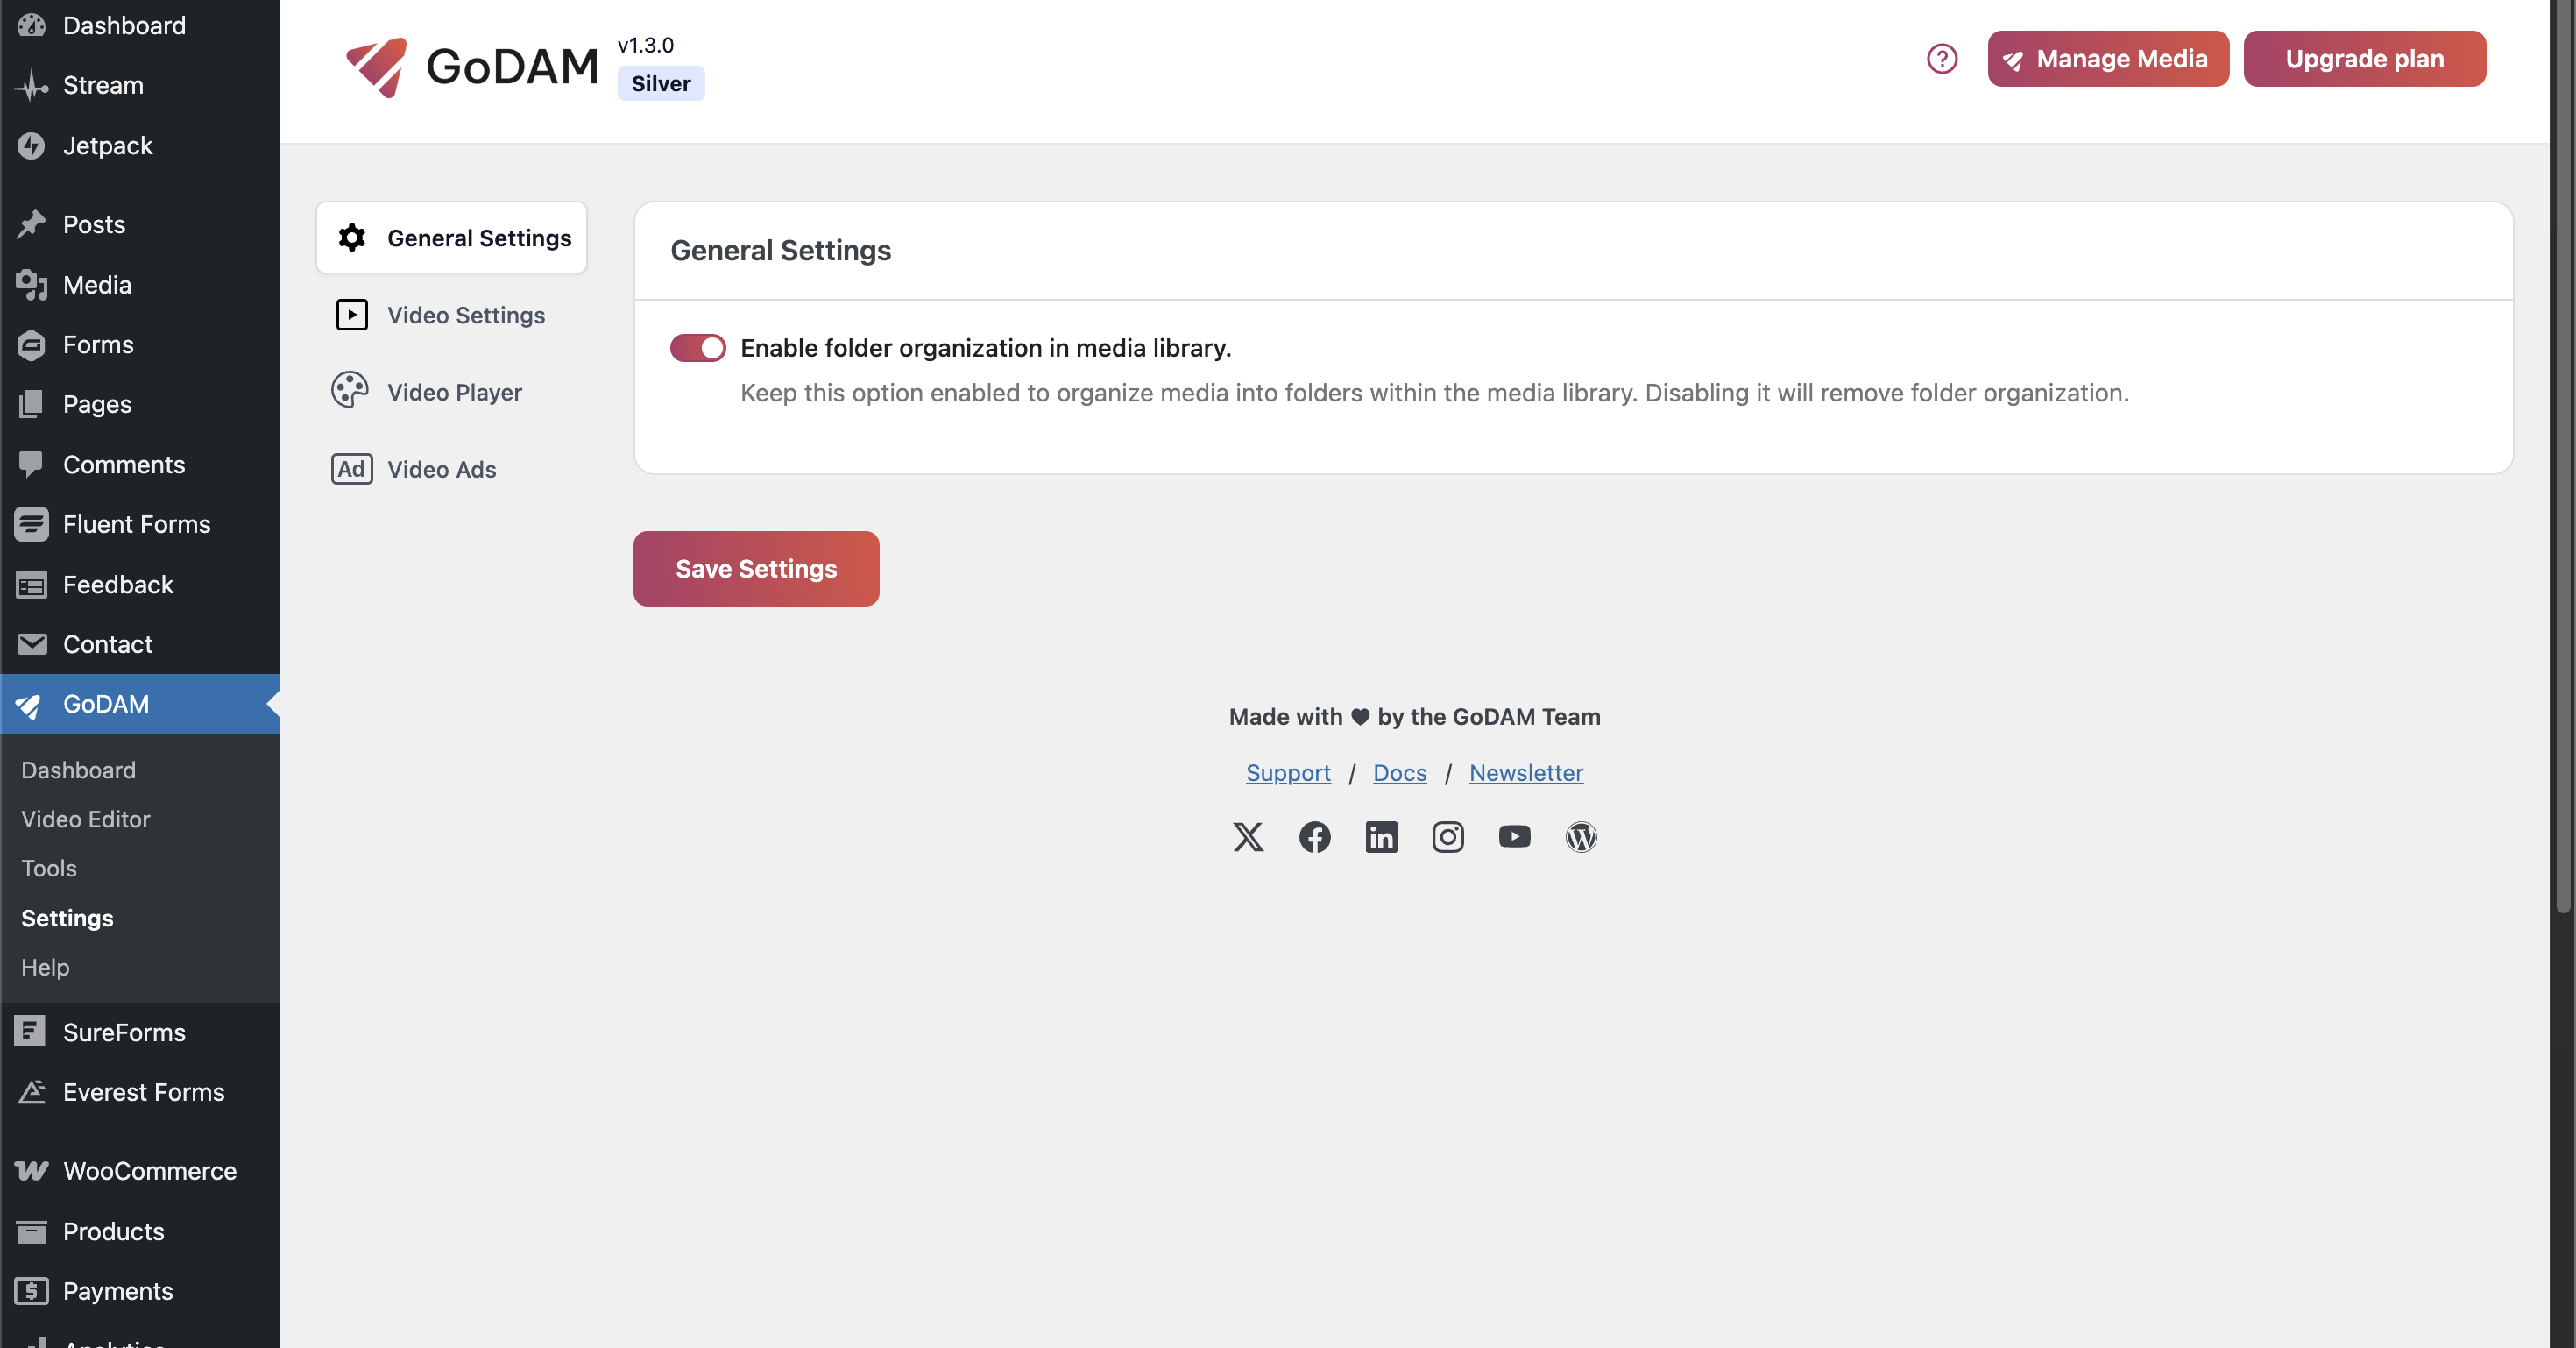 Dashboard
Stream
Jetpack
Posts
Media
Forms
Pages
Comments
Fluent Forms
Feedback
Contact
GoDAM
Dashboard
Video Editor
Tools
Settings
Help
SureForms
Everest Forms
WooCommerce
Products
Payments
Analytics
GoDAM
v1.3.0
Silver
?
Manage Media
Upgrade plan
General Settings
Video Settings
Video Player
Ad Video Ads
General Settings
Enable folder organization in media library.
Keep this option enabled to organize media into folders within the media library. Disabling it will remove folder organization.
Save Settings
Made with ♥ by the GoDAM Team
Support / Docs / Newsletter